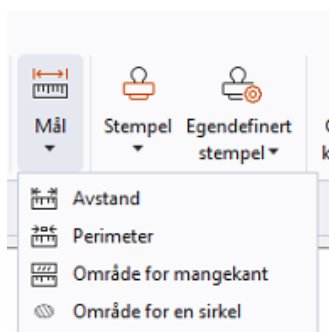 Mål
Stempel
Egendefinert
stempel
Avstand
Perimeter
Område for mangekant
Område for en sirkel